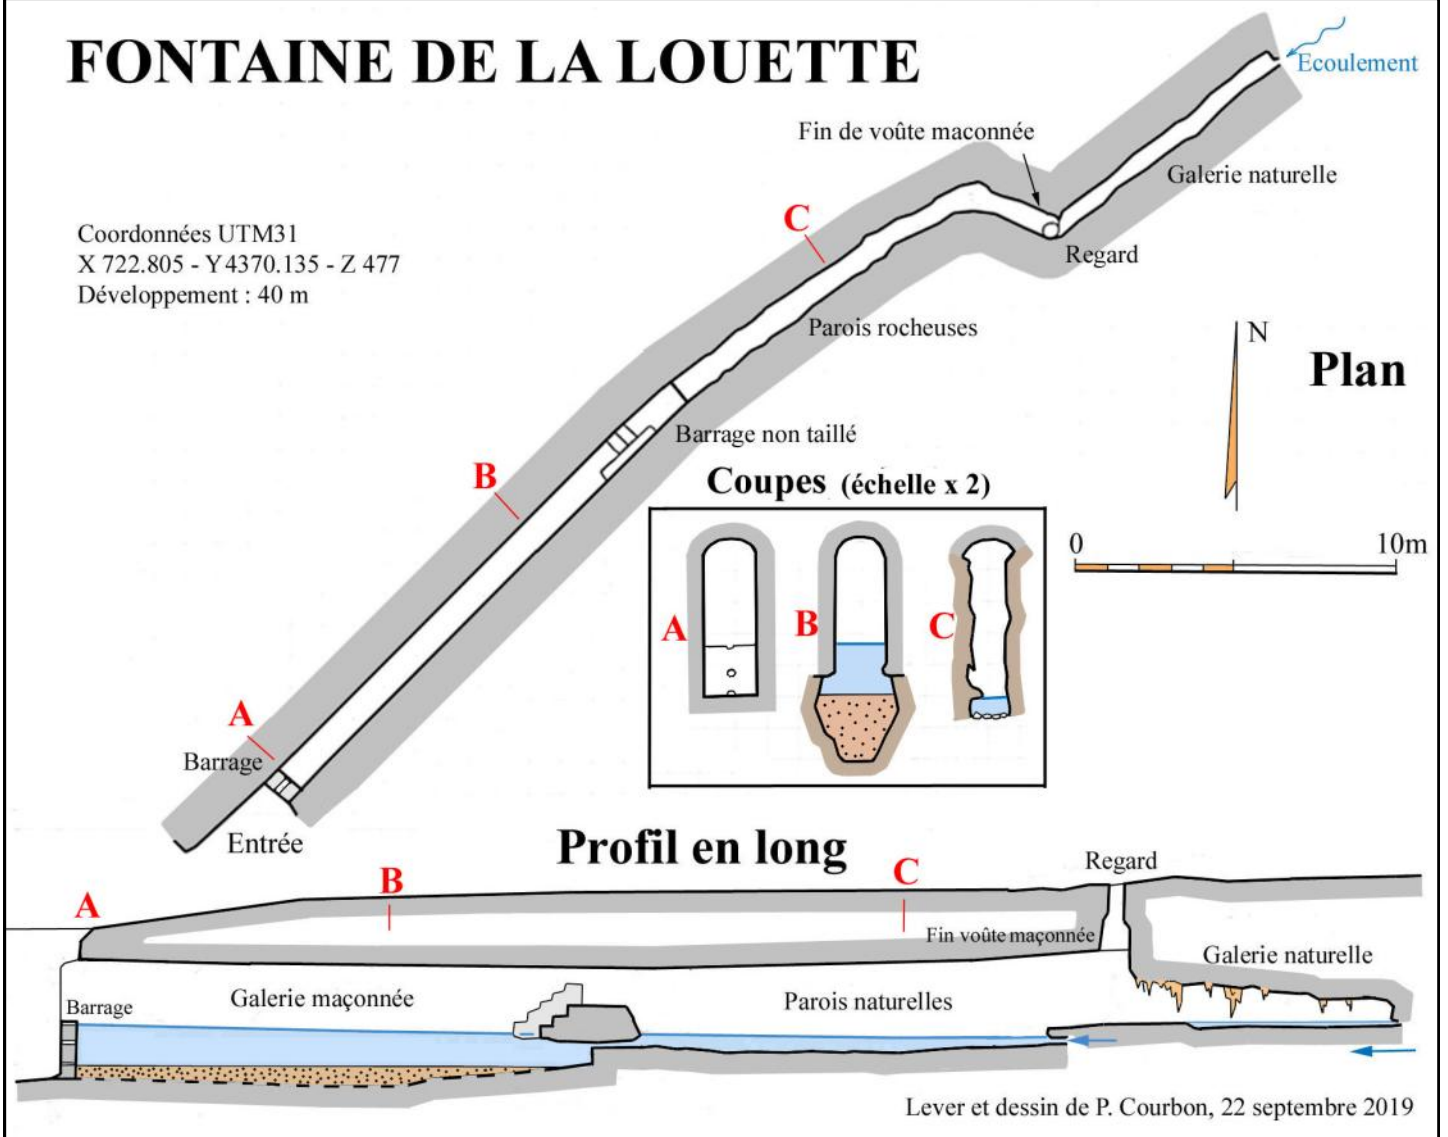 FONTAINE DE LA LOUETTE
Ecoulement
Fin de voûte maconnée
Galerie naturelle
C
Coordonnées UTM31
X 722.805 - Y4370.135 - Z 477
Développement : 40 m
Regard
Parois rocheuses
N
Plan
Barrage non taillé
B
Coupes (échelle x 2)
0 10m
A
B
C
A
Barrage
Entrée
Profil en long
Regard
A
B
C
Fin voûte maçonnée
Galerie naturelle
Barrage
Galerie maçonnée
Parois naturelles
Lever et dessin de P. Courbon, 22 septembre 2019